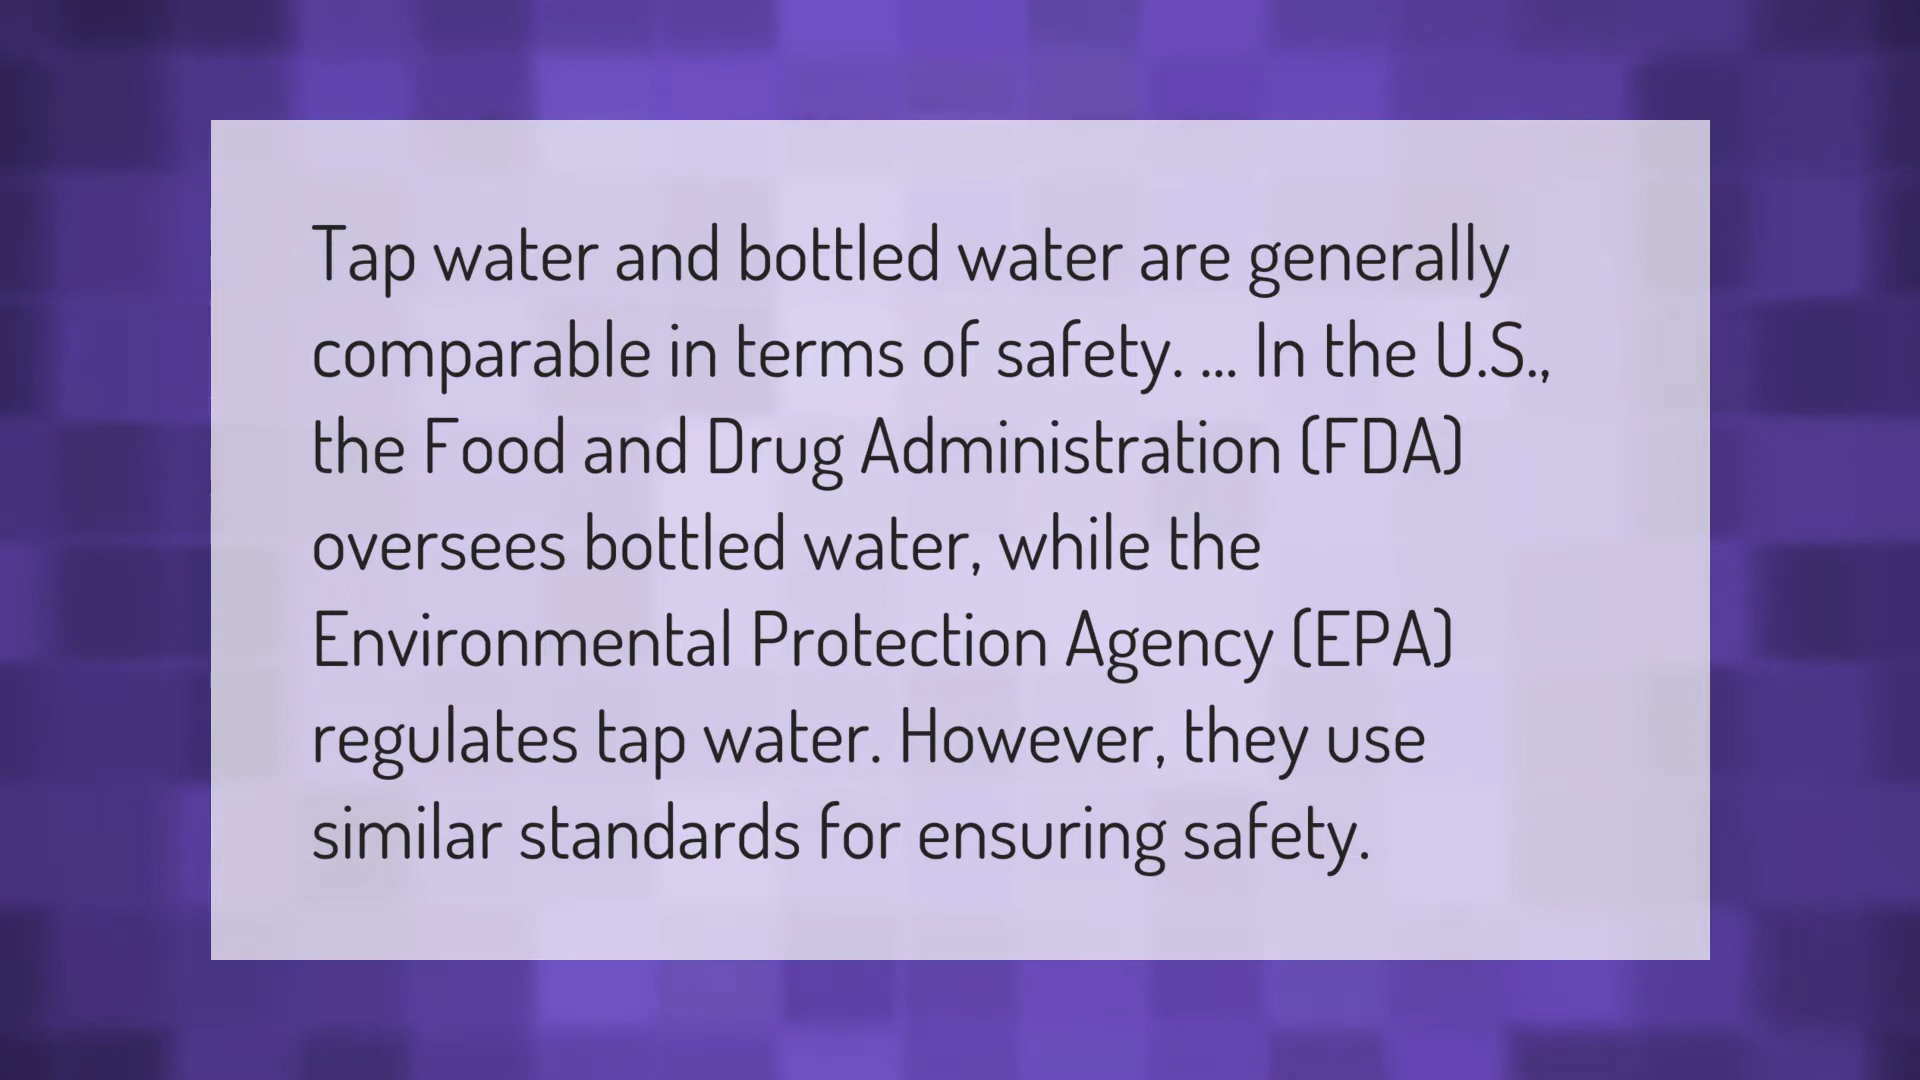 Tap water and bottled water are generally
comparable in terms of safety. ... In the U.S.,
the Food and Drug Administration (FDA)
oversees bottled water, while the
Environmental Protection Agency (EPA)
regulates tap water. However, they use
similar standards for ensuring safety.